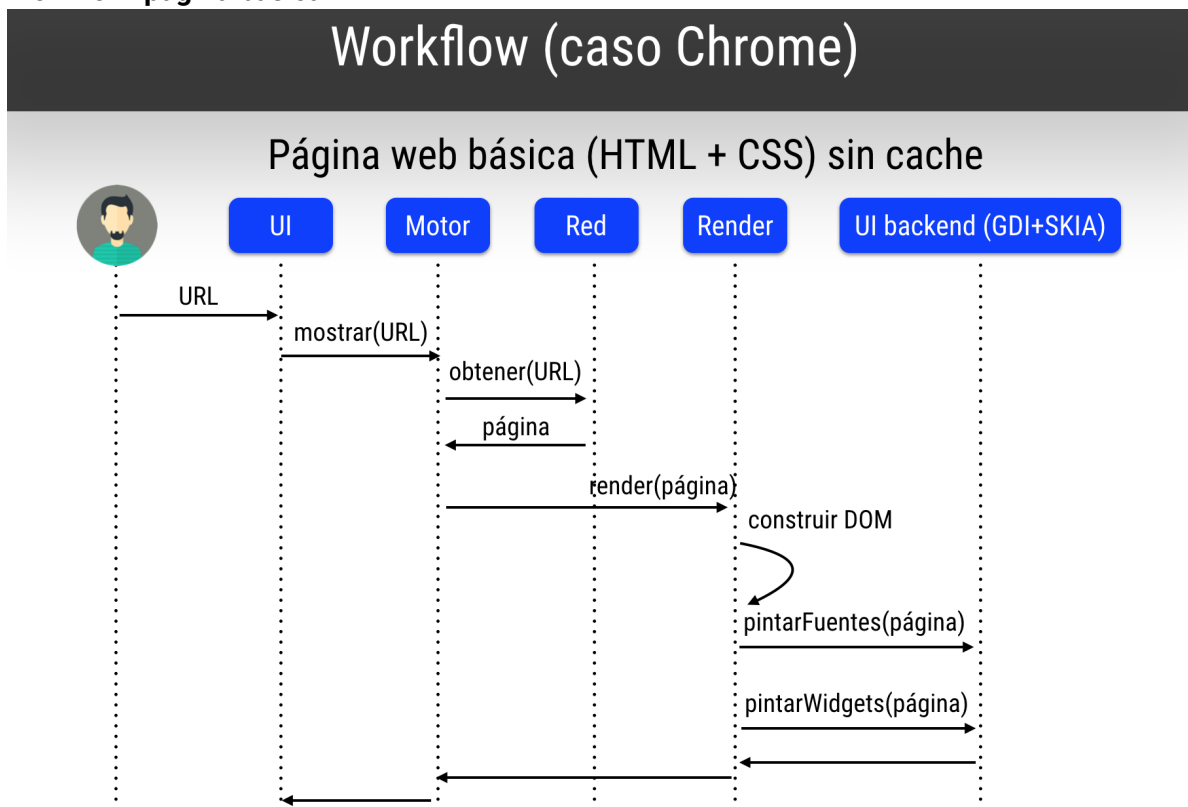 Workflow (caso Chrome)
Página web básica (HTML + CSS) sin cache
UI
Motor
Red
Render
UI backend (GDI+SKIA)
URL
mostrar(URL)
obtener(URL)
página
render(página)
construir DOM
pintarFuentes(página)
pintarWidgets(página)